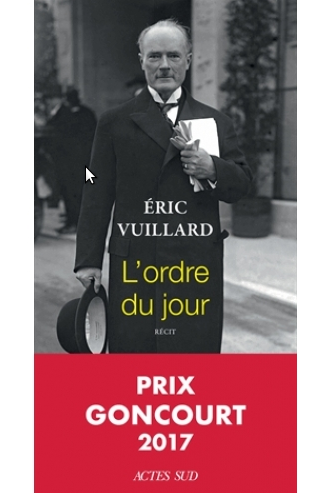 ÉRIC
VUILLARD
L'ordre
du jour
RÉCIT
PRIX
GONCOURT
2017
ACTES SUD